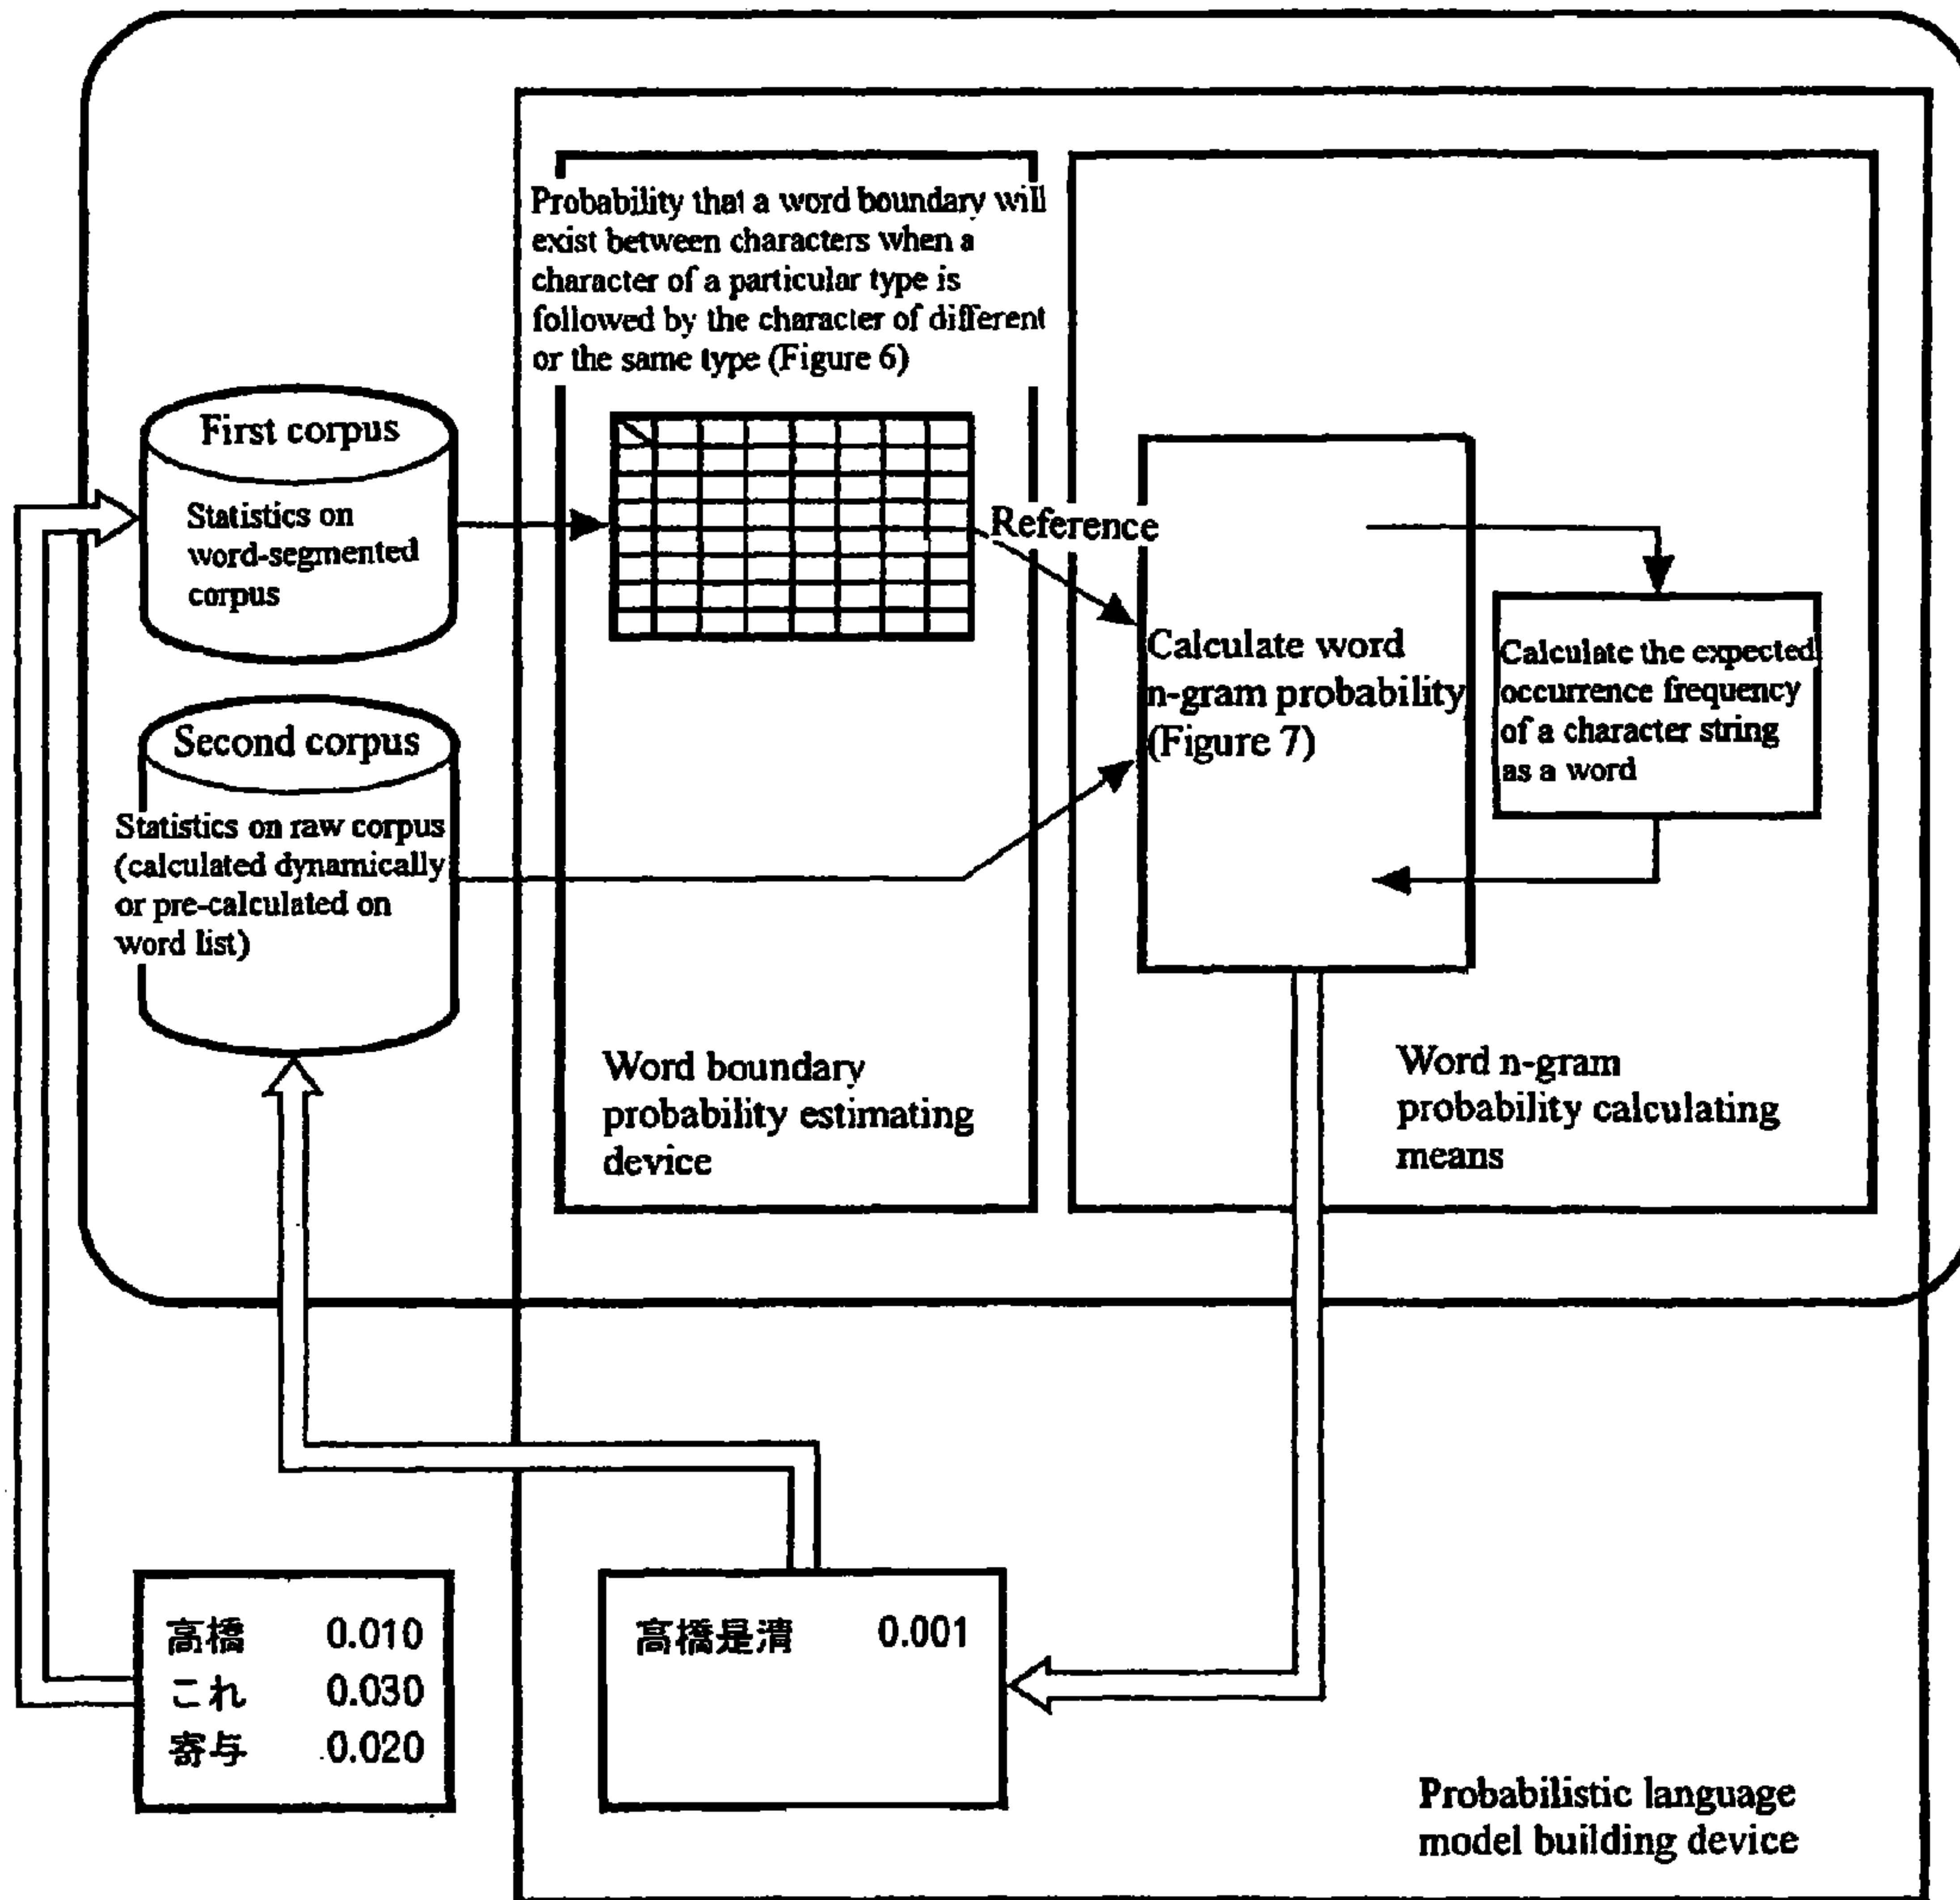 Probability that a word boundary will
exist between characters when a
character of a particular type is
followed by the character of different
or the same type (Figure 6)
First corpus
Statistics on
word-segmented
corpus
Reference
Calculate word
n-gram probability
(Figure 7)
Calculate the expected
occurrence frequency
of a character string
as a word
Second corpus
Statistics on raw corpus
(calculated dynamically
or pre-calculated on
word list)
Word boundary
probability estimating
device
Word n-gram
probability calculating
means
高橋 0.010
これ 0.030
寄与 0.020
高橋是清 0.001
Probabilistic language
model building device